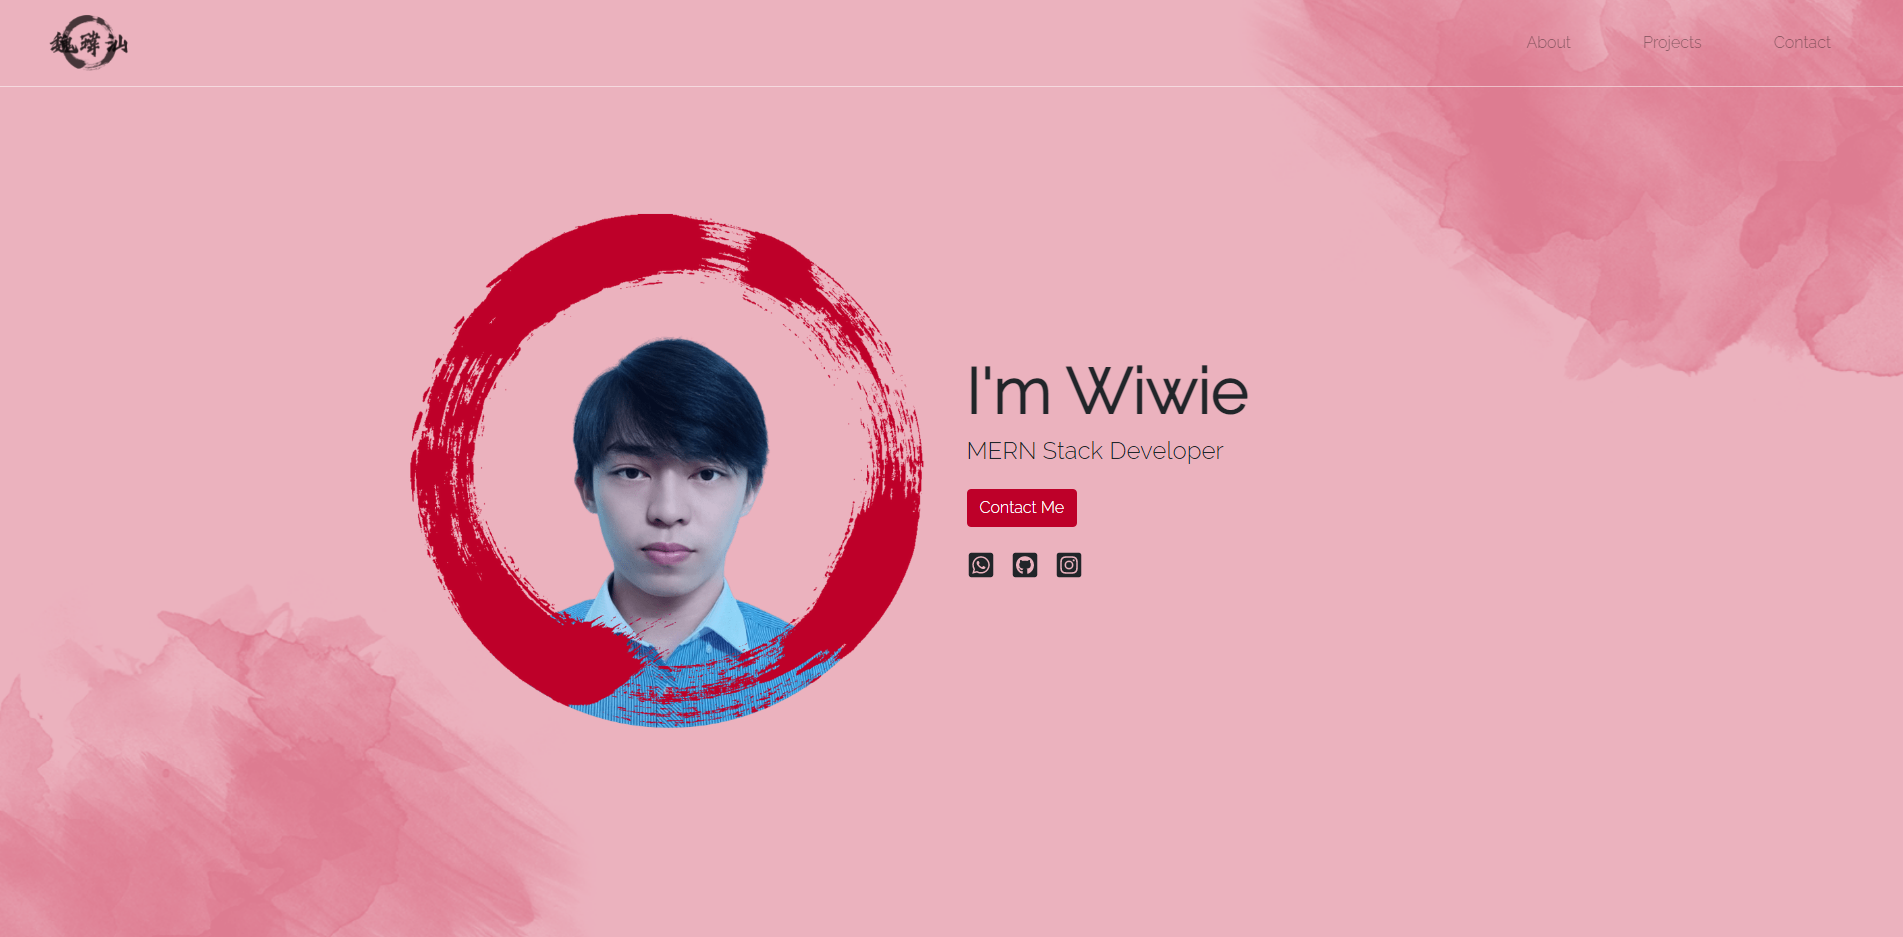 About
Projects
Contact
I'm Wiwie
MERN Stack Developer
Contact Me